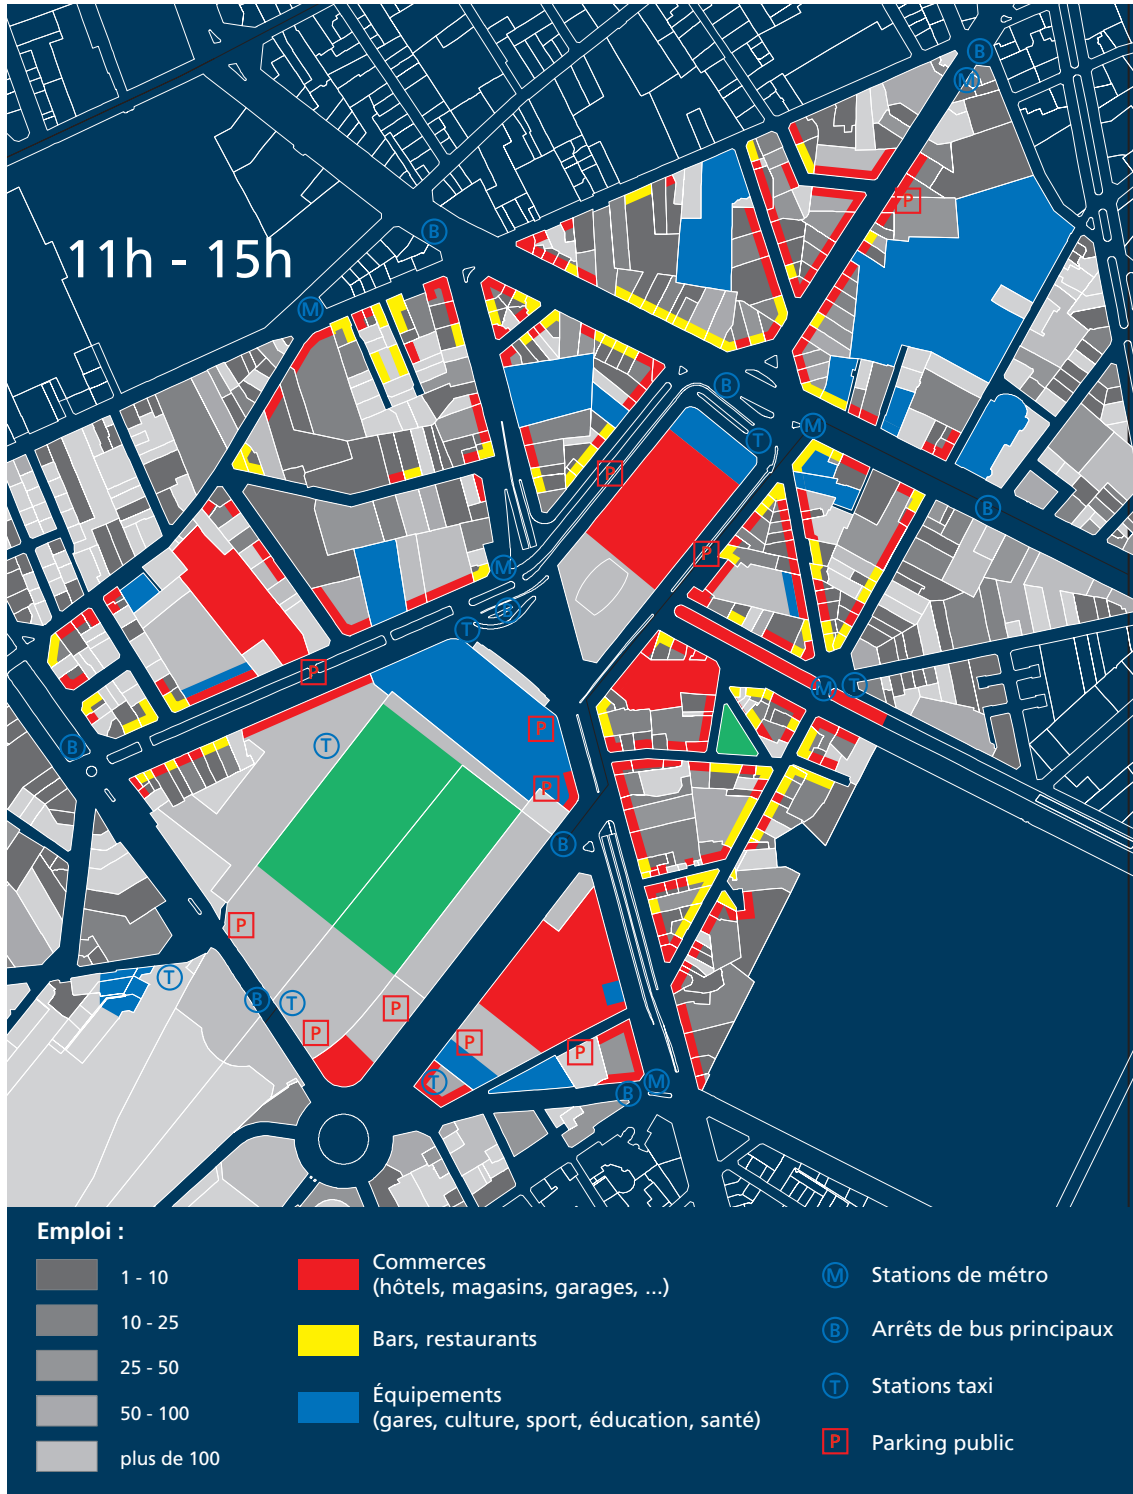 B
M
P
B
11h - 15h
M
B
T
M
P
B
P
M
B
T
P
M
T
P
B
T
P
B
P
T
B
T
P
P
P
P
T
M
B
Emploi :
1 - 10
10 - 25
25 - 50
50 - 100
plus de 100
Commerces
(hôtels, magasins, garages, ...)
Bars, restaurants
Équipements
(gares, culture, sport, éducation, santé)
M Stations de métro
B Arrêts de bus principaux
T Stations taxi
P Parking public